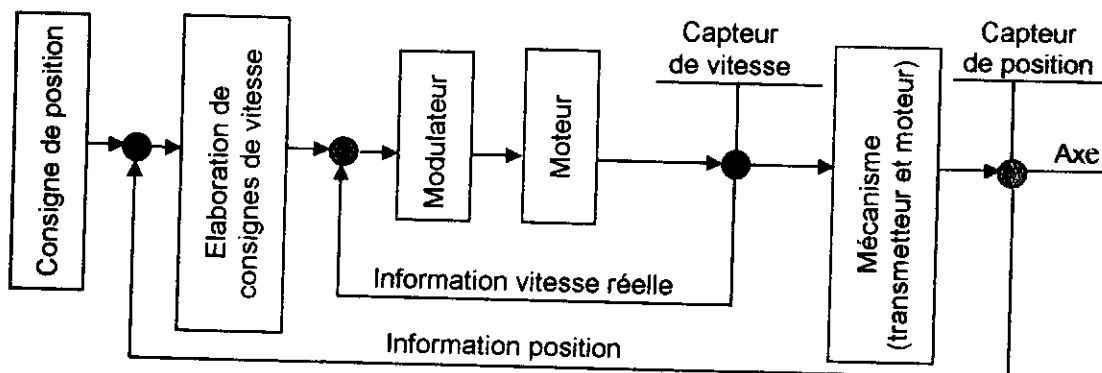 Consigne de position
Elaboration de
consignes de vitesse
Modulateur
Moteur
Capteur
de vitesse
Mécanisme
(transmetteur et moteur)
Capteur
de position
Axe
Information vitesse réelle
Information position